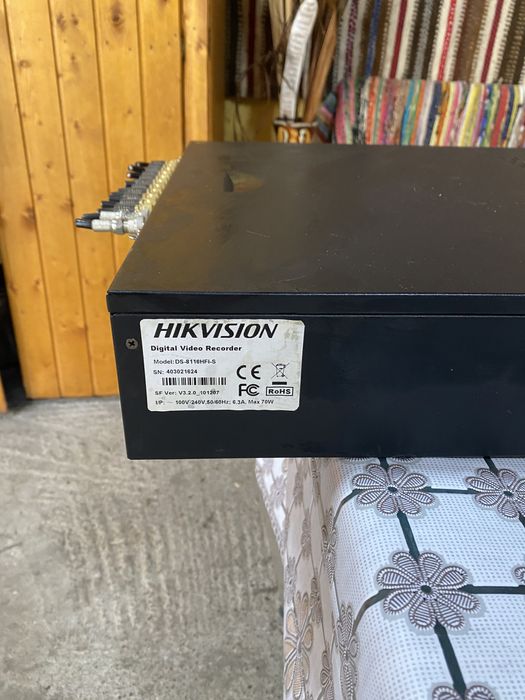 HIKVISION
Digital Video Recorder
Model: DS-8116HFI-S
SN: 403021624
CE
FC RoHS
SF Ver: V3.2.0_101207
I/P: ⎓ 100V-240V,50/60Hz; 6.3A, Max 70W